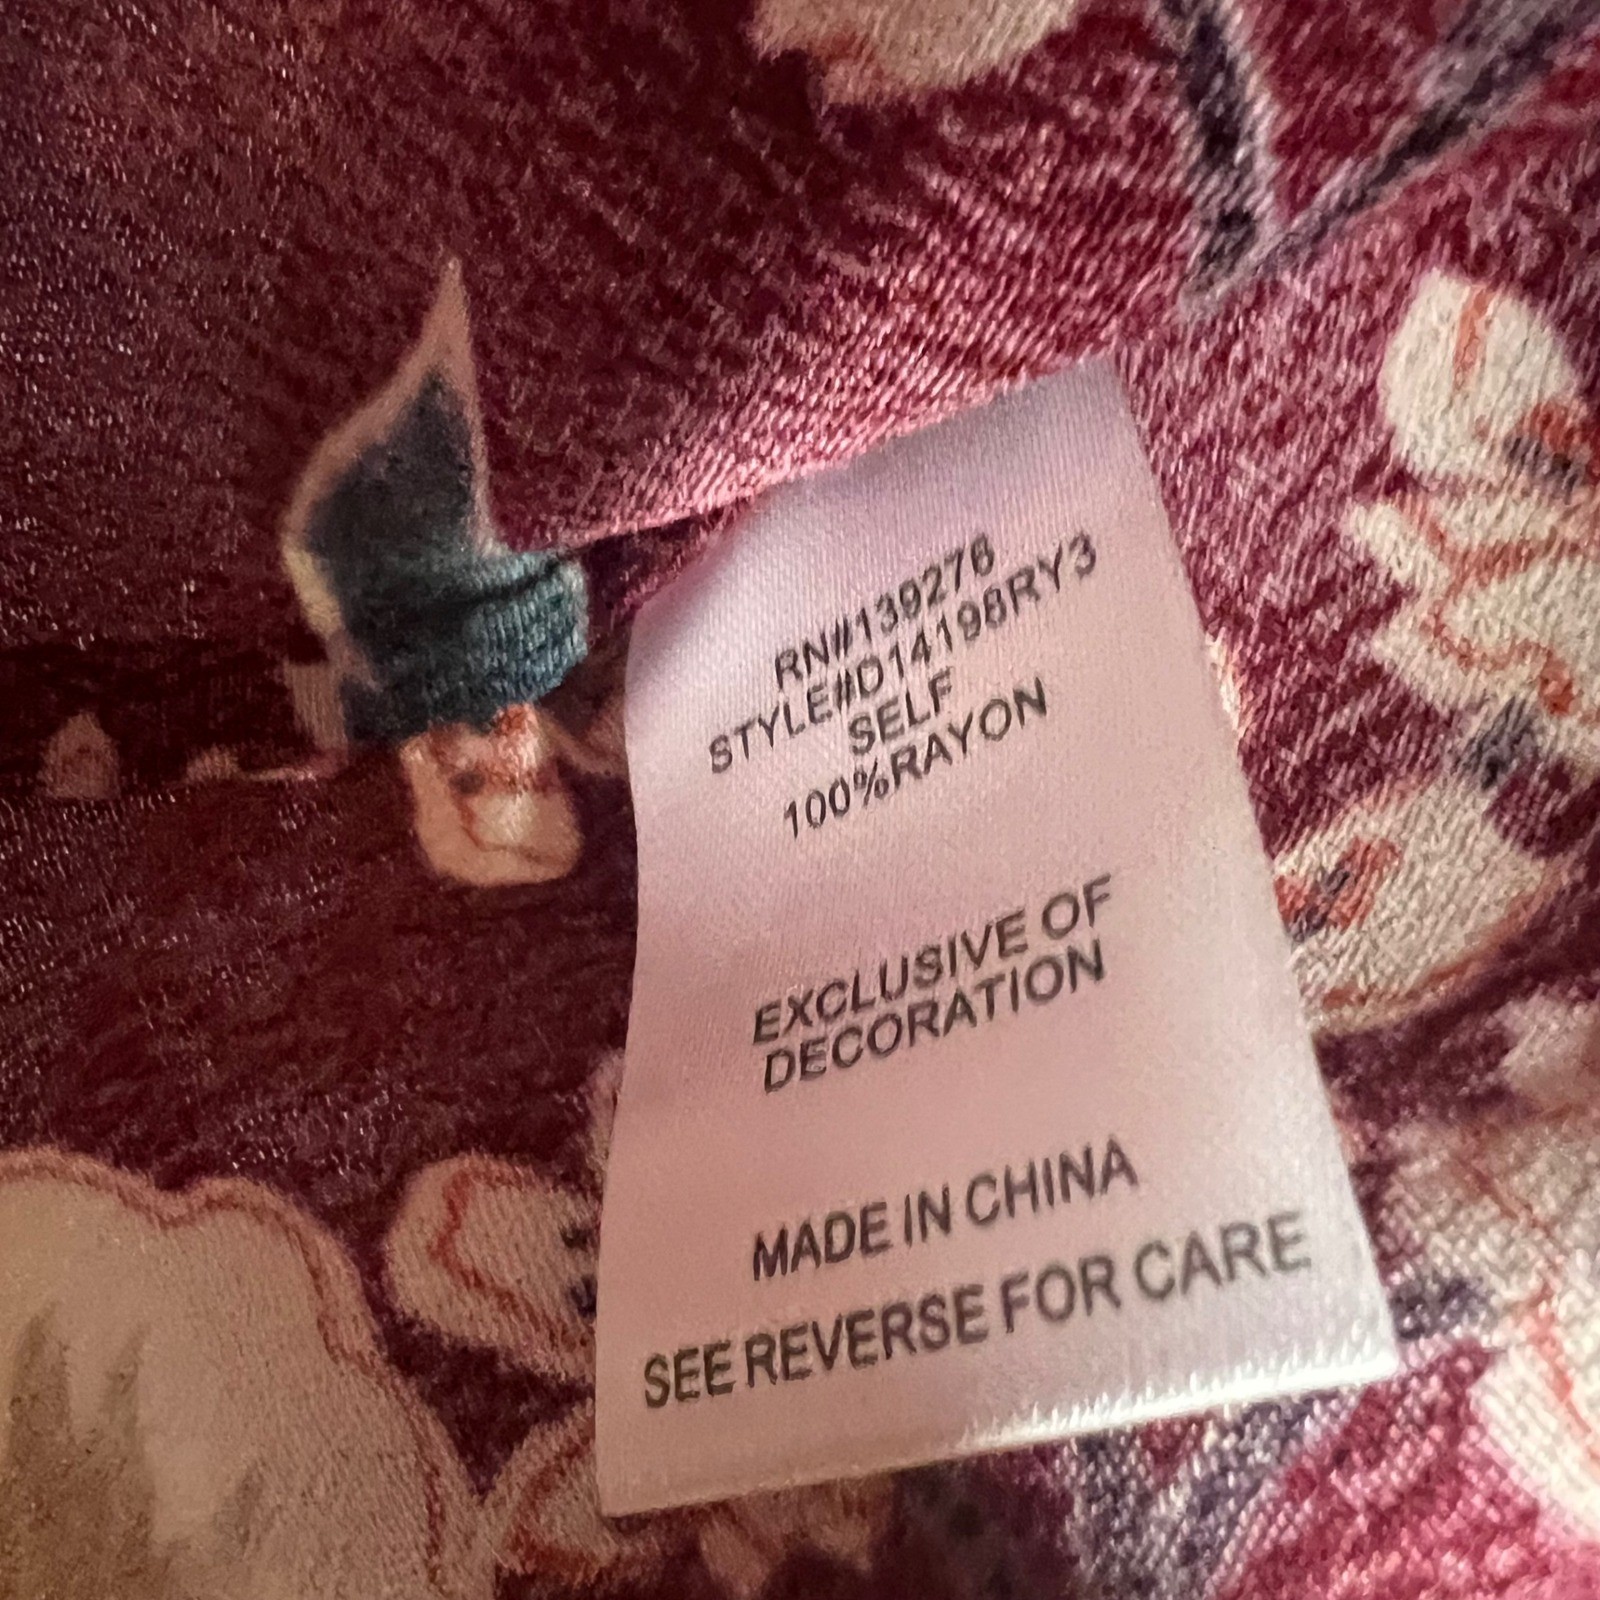 RN#139276
STYLE#D14198RY3
SELF
100%RAYON
EXCLUSIVE OF
DECORATION
MADE IN CHINA
SEE REVERSE FOR CARE